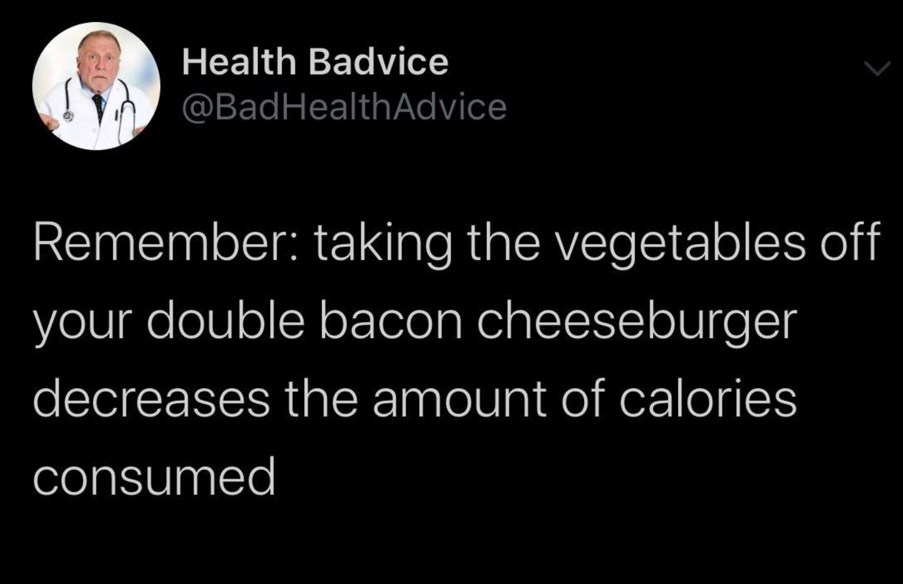 Health Badvice
@BadHealthAdvice
Remember: taking the vegetables off
your double bacon cheeseburger
decreases the amount of calories
consumed